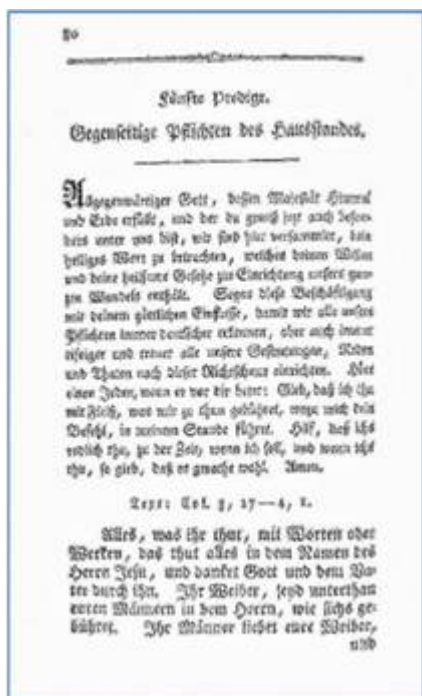 80
Fünfte Predigt.
Gegenseitige Pflichten des Hausstandes.
Allgegenwärtiger Gott, dessen Majestät Himmel
und Erde erfüllt, und der du gewiß jezt auch beson-
ders unter uns bist, wir sind hier versammlet, dein
heiliges Wort zu betrachten, welches deinen Willen
und deine heilsame Geseze zur Einrichtung unsers gan-
zen Wandels enthält. Segne diese Beschäftigung
mit deinem göttlichen Einflusse, damit wir alle unsre
Pflichten immer deutlicher erkennen, aber auch immer
eifriger und treuer alle unsere Gesinnungen, Reden
und Thaten nach dieser Richtschnur einrichten. Höre
einen Jeden, wenn er vor dir betet: Gieb, daß ich thu
mit Fleiß, was mir zu thun gebühret, wozu mich dein
Befehl, in meinem Stande führet. Hilf, daß ichs
redlich thu, zu der Zeit, wenn ich soll, und wenn ichs
thu, so gieb, daß es gerathe wohl. Amen.
Text: Col. 3, 17—4, 1.
Alles, was ihr thut, mit Worten oder
Werken, das thut alles in dem Namen des
Herrn Jesu, und danket Gott und dem Va-
ter durch ihn. Ihr Weiber, seyd unterthan
euren Männern in dem Herrn, wie sichs ge-
bühret. Ihr Männer liebet eure Weiber,
und